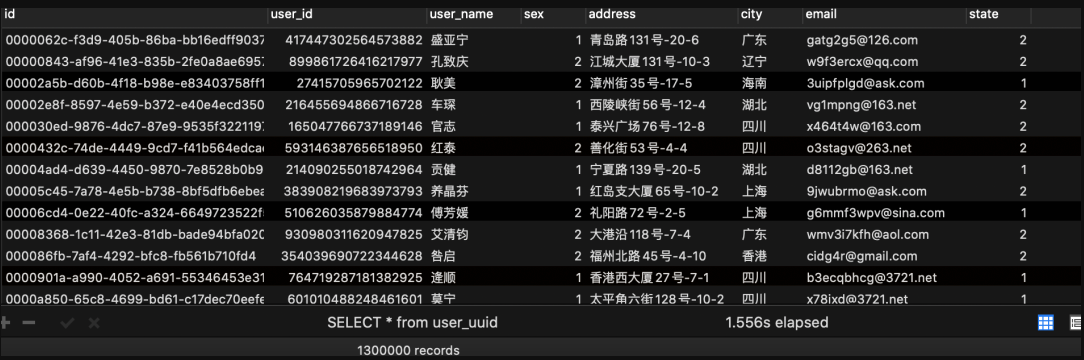 id user_id user_name sex address city email state
0000062c-f3d9-405b-86ba-bb16edff9037 417447302564573882 盛亚宁 1 青岛路131号-20-6 广东 gatg2g5@126.com 2
00000843-af96-41e3-835b-2fe0a8ae6957 899861726416217977 孔致庆 2 江城大厦131号-10-3 辽宁 w9f3ercx@qq.com 2
00002a5b-d60b-4f18-b98e-e83403758ff1 27415705965702122 耿美 2 漳州街35号-17-5 海南 3uipfplgd@ask.com 1
00002e8f-8597-4e59-b372-e40e4ecd350 216455694866716728 车琛 1 西陵峡街56号-12-4 湖北 vg1mpng@163.net 2
000030ed-9876-4dc7-87e9-9535f3221197 165047766737189146 官志 1 泰兴广场76号-12-8 四川 x464t4w@163.com 2
0000432c-74de-4449-9cd7-f41b564edcad 593146387656518950 红泰 2 善化街53号-4-4 四川 o3stagv@263.net 2
00004ad4-d639-4450-9870-7e8528b0b9 214090255018742964 贡健 1 宁夏路139号-20-5 湖北 d8112gb@163.net 1
00005c45-7a78-4e5b-b738-8bf5dfb6ebea 383908219683973793 养晶芬 1 红岛支大厦65号-10-2 上海 9jwubrmo@ask.com 2
00006cd4-0e22-40fc-a324-6649723522f 510626035879884774 傅芳媛 2 礼阳路72号-2-5 上海 g6mmf3wpv@sina.com 1
00008368-1c11-42e3-81db-bade94bfa020 930980311620947825 艾清钧 2 大港沿118号-7-4 广东 wmv3i7kfh@aol.com 2
000086fb-7af4-4292-bfc8-fb561b710fd4 354039690722344628 昝启 2 福州北路45号-4-10 香港 cidg4r@gmail.com 2
0000901a-a990-4052-a691-55346453e31 764719287181382925 逄顺 1 香港西大厦27号-7-1 四川 b3ecqbhcg@3721.net 1
0000a850-65c8-4699-bd61-c17dec70eefe 601010488248461601 莫宁 1 太平角六街128号-10-2 四川 x78ixd@3721.net 1
SELECT * from user_uuid 1.556s elapsed
1300000 records